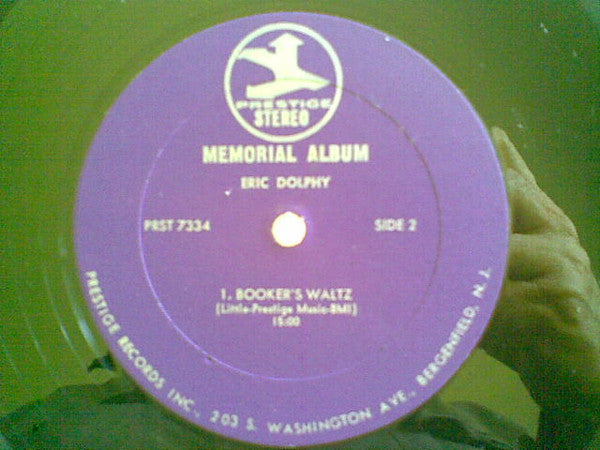 PRESTIGE
STEREO
MEMORIAL ALBUM
ERIC DOLPHY
PRST 7334
SIDE 2
1. BOOKER'S WALTZ
(Little-Prestige Music-BMI)
15:00
PRESTIGE RECORDS INC., 203 S. WASHINGTON AVE., BERGENFIELD, N. J.